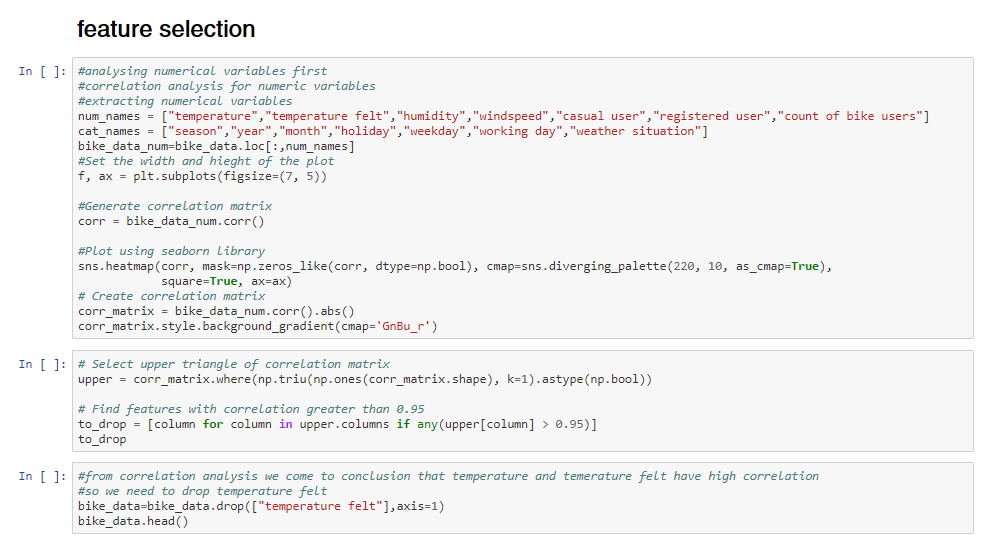 feature selection
In [ ]:
#analysing numerical variables first
#correlation analysis for numeric variables
#extracting numerical variables
num_names = ["temperature","temperature felt","humidity","windspeed","casual user","registered user","count of bike users"]
cat_names = ["season","year","month","holiday","weekday","working day","weather situation"]
bike_data_num=bike_data.loc[:,num_names]
#Set the width and hieght of the plot
f, ax = plt.subplots(figsize=(7, 5))
#Generate correlation matrix
corr = bike_data_num.corr()
#Plot using seaborn library
sns.heatmap(corr, mask=np.zeros_like(corr, dtype=np.bool), cmap=sns.diverging_palette(220, 10, as_cmap=True),
square=True, ax=ax)
# Create correlation matrix
corr_matrix = bike_data_num.corr().abs()
corr_matrix.style.background_gradient(cmap='GnBu_r')
In [ ]:
# Select upper triangle of correlation matrix
upper = corr_matrix.where(np.triu(np.ones(corr_matrix.shape), k=1).astype(np.bool))
# Find features with correlation greater than 0.95
to_drop = [column for column in upper.columns if any(upper[column] > 0.95)]
to_drop
In [ ]:
#from correlation analysis we come to conclusion that temperature and temerature felt have high correlation
#so we need to drop temperature felt
bike_data=bike_data.drop(["temperature felt"],axis=1)
bike_data.head()